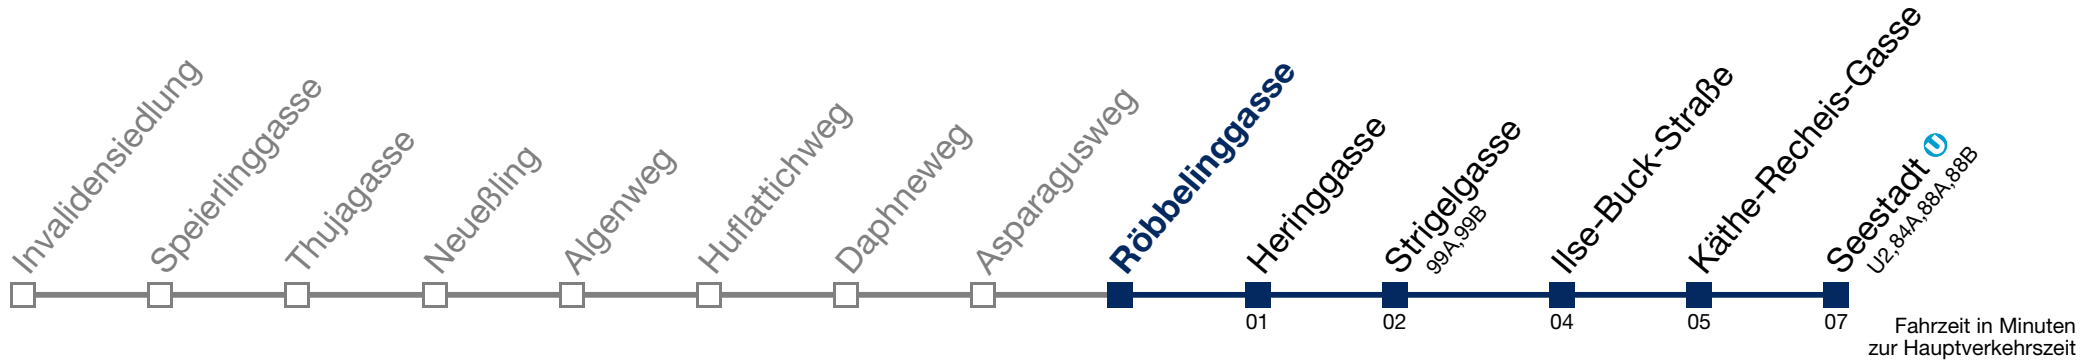 Invalidensiedlung
Speierlinggasse
Thujagasse
Neueßling
Algenweg
Huflattichweg
Daphneweg
Asparagusweg
Röbbelinggasse
Heringgasse
Strigelgasse
99A,99B
Ilse-Buck-Straße
Käthe-Recheis-Gasse
Seestadt U
U2,84A,88A,88B
01
02
04
05
07
Fahrzeit in Minuten
zur Hauptverkehrszeit